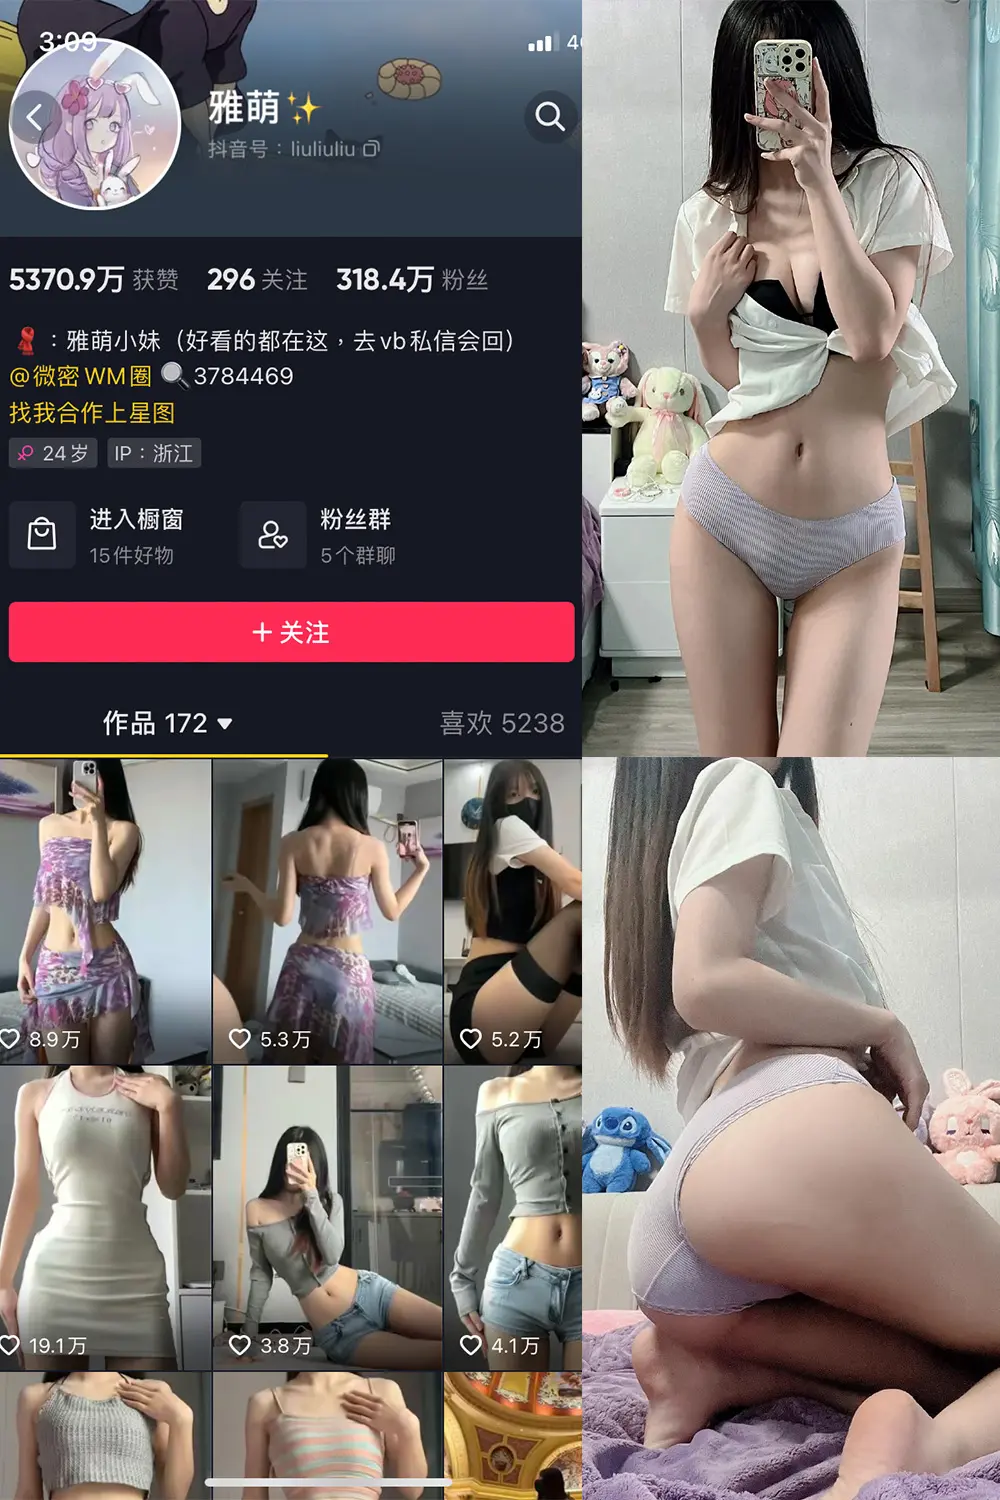 3:09
4G
雅萌✨
抖音号：liuliuliu
5370.9万 获赞 296 关注 318.4万 粉丝
：雅萌小妹（好看的都在这，去vb私信会回）
@微密WM圈 🔍3784469
找我合作上星图
24岁 IP：浙江
进入橱窗 粉丝群
15件好物 5个群聊
+ 关注
作品 172 ▼ 喜欢 5238
8.9万 5.3万 5.2万
19.1万 3.8万 4.1万